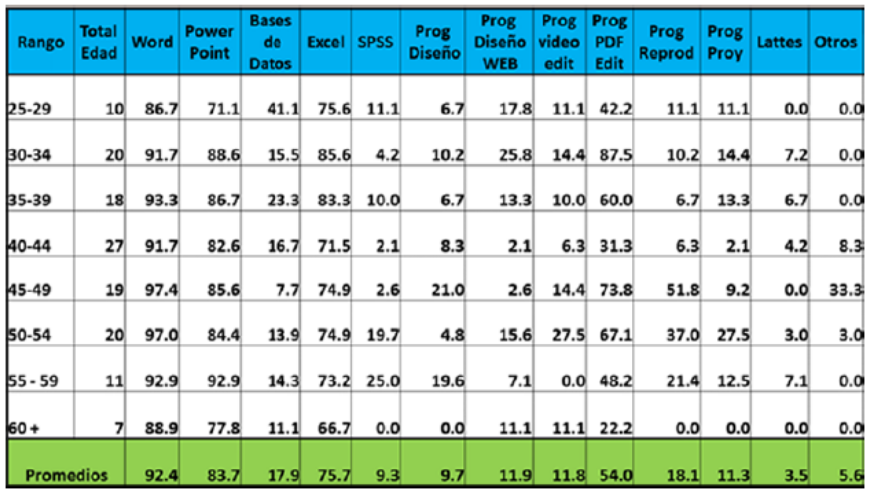 Rango Total Edad Word Power Point Bases de Datos Excel SPSS Prog Diseño Prog Diseño WEB Prog video edit Prog PDF Edit Prog Reprod Prog Proy Lattes Otros
25-29 10 86.7 71.1 41.1 75.6 11.1 6.7 17.8 11.1 42.2 11.1 11.1 0.0 0.0
30-34 20 91.7 88.6 15.5 85.6 4.2 10.2 25.8 14.4 87.5 10.2 14.4 7.2 0.0
35-39 18 93.3 86.7 23.3 83.3 10.0 6.7 13.3 10.0 60.0 6.7 13.3 6.7 0.0
40-44 27 91.7 82.6 16.7 71.5 2.1 8.3 2.1 6.3 31.3 6.3 2.1 4.2 8.3
45-49 19 97.4 85.6 7.7 74.9 2.6 21.0 2.6 14.4 73.8 51.8 9.2 0.0 33.3
50-54 20 97.0 84.4 13.9 74.9 19.7 4.8 15.6 27.5 67.1 37.0 27.5 3.0 3.0
55 - 59 11 92.9 92.9 14.3 73.2 25.0 19.6 7.1 0.0 48.2 21.4 12.5 7.1 0.0
60 + 7 88.9 77.8 11.1 66.7 0.0 0.0 11.1 11.1 22.2 0.0 0.0 0.0 0.0
Promedios 92.4 83.7 17.9 75.7 9.3 9.7 11.9 11.8 54.0 18.1 11.3 3.5 5.6